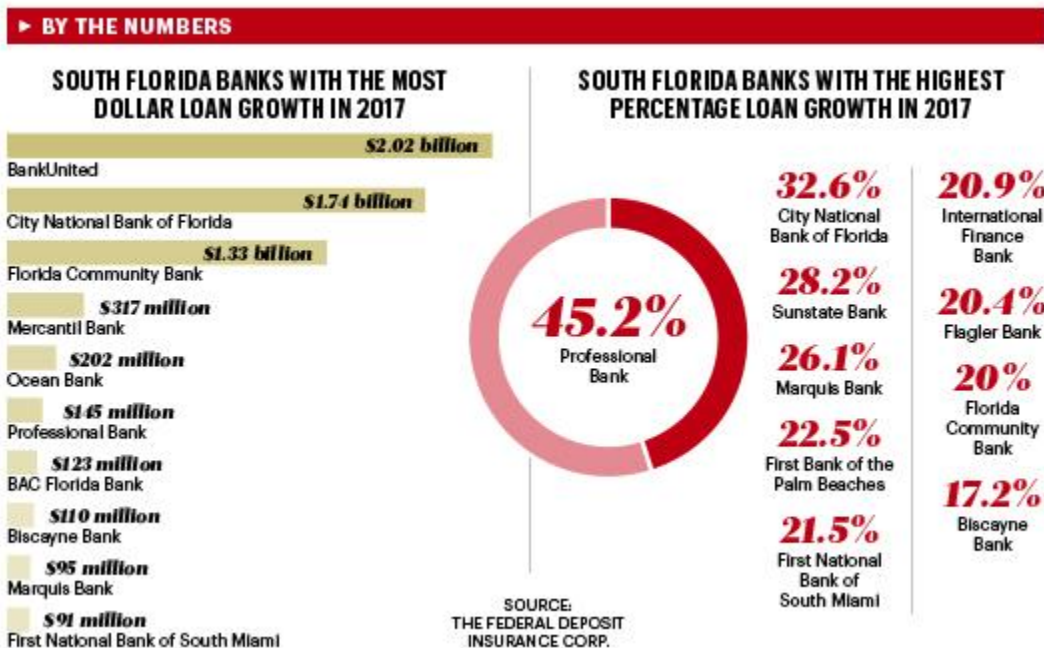 ► BY THE NUMBERS
SOUTH FLORIDA BANKS WITH THE MOST
DOLLAR LOAN GROWTH IN 2017
$2.02 billion
BankUnited
$1.74 billion
City National Bank of Florida
$1.33 billion
Florida Community Bank
$317 million
Mercantil Bank
$202 million
Ocean Bank
$145 million
Professional Bank
$123 million
BAC Florida Bank
$110 million
Biscayne Bank
$95 million
Marquis Bank
$91 million
First National Bank of South Miami
SOUTH FLORIDA BANKS WITH THE HIGHEST
PERCENTAGE LOAN GROWTH IN 2017
45.2%
Professional
Bank
32.6%
City National
Bank of Florida
28.2%
Sunstate Bank
26.1%
Marquis Bank
22.5%
First Bank of the
Palm Beaches
21.5%
First National
Bank of
South Miami
20.9%
International
Finance
Bank
20.4%
Flagler Bank
20%
Florida
Community
Bank
17.2%
Biscayne
Bank
SOURCE:
THE FEDERAL DEPOSIT
INSURANCE CORP.